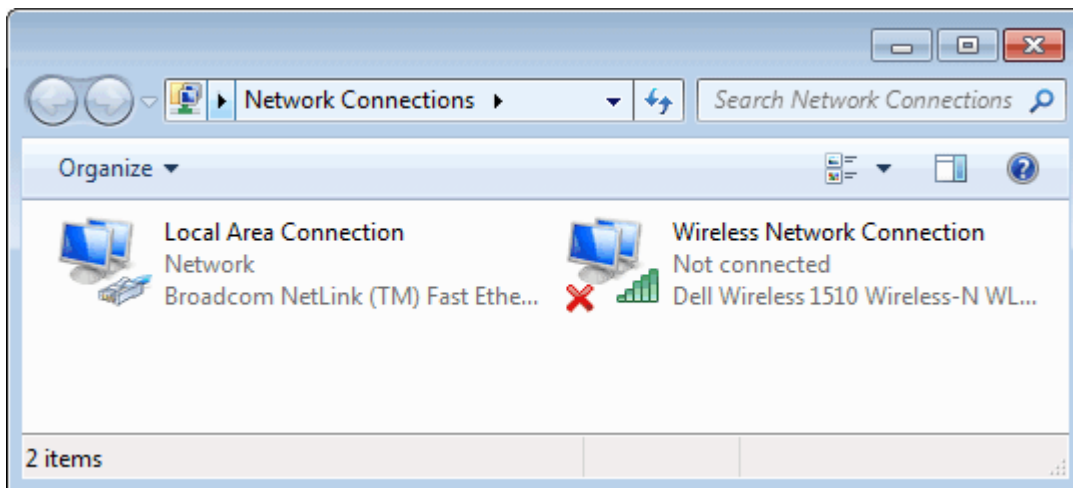 Network Connections
Search Network Connections
Organize
Local Area Connection
Network
Broadcom NetLink (TM) Fast Ethe...
Wireless Network Connection
Not connected
Dell Wireless 1510 Wireless-N WL...
2 items